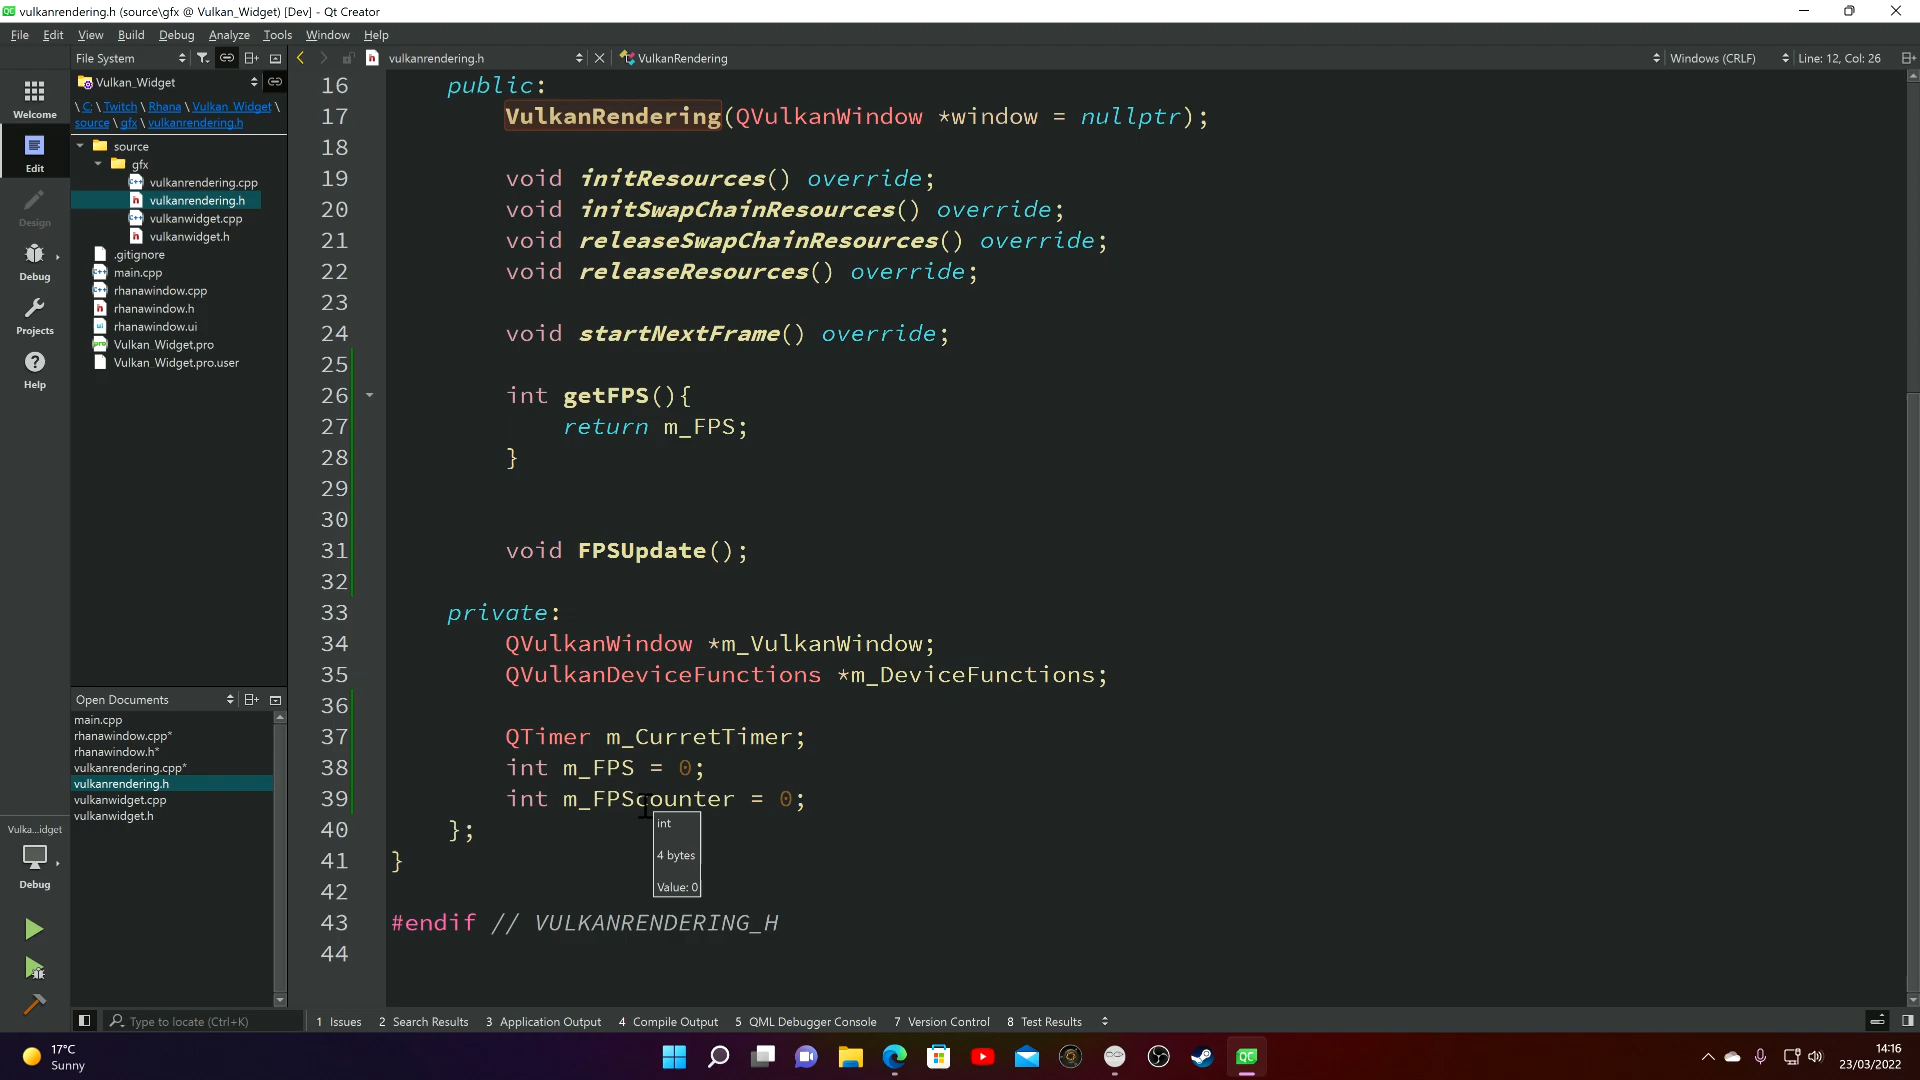 vulkanrendering.h (source\gfx @ Vulkan_Widget) [Dev] - Qt Creator
File Edit View Build Debug Analyze Tools Window Help
File System
vulkanrendering.h
VulkanRendering
Windows (CRLF)
Line: 12, Col: 26
Vulkan_Widget
\ C: \ Twitch \ Rhana \ Vulkan_Widget \
source \ gfx \ vulkanrendering.h
Welcome
Edit
Design
Debug
Projects
Help
source
gfx
vulkanrendering.cpp
vulkanrendering.h
vulkanwidget.cpp
vulkanwidget.h
.gitignore
main.cpp
rhanawindow.cpp
rhanawindow.h
rhanawindow.ui
Vulkan_Widget.pro
Vulkan_Widget.pro.user
Open Documents
main.cpp
rhanawindow.cpp*
rhanawindow.h*
vulkanrendering.cpp*
vulkanrendering.h
vulkanwidget.cpp
vulkanwidget.h
Vulka...idget
Debug
16 public:
17 VulkanRendering(QVulkanWindow *window = nullptr);
18
19 void initResources() override;
20 void initSwapChainResources() override;
21 void releaseSwapChainResources() override;
22 void releaseResources() override;
23
24 void startNextFrame() override;
25
26 int getFPS(){
27 return m_FPS;
28 }
29
30
31 void FPSUpdate();
32
33 private:
34 QVulkanWindow *m_VulkanWindow;
35 QVulkanDeviceFunctions *m_DeviceFunctions;
36
37 QTimer m_CurretTimer;
38 int m_FPS = 0;
39 int m_FPScounter = 0;
40 };
41 }
42
43 #endif // VULKANRENDERING_H
44
int
4 bytes
Value: 0
Type to locate (Ctrl+K)
1 Issues 2 Search Results 3 Application Output 4 Compile Output 5 QML Debugger Console 7 Version Control 8 Test Results
17°C
Sunny
14:16
23/03/2022